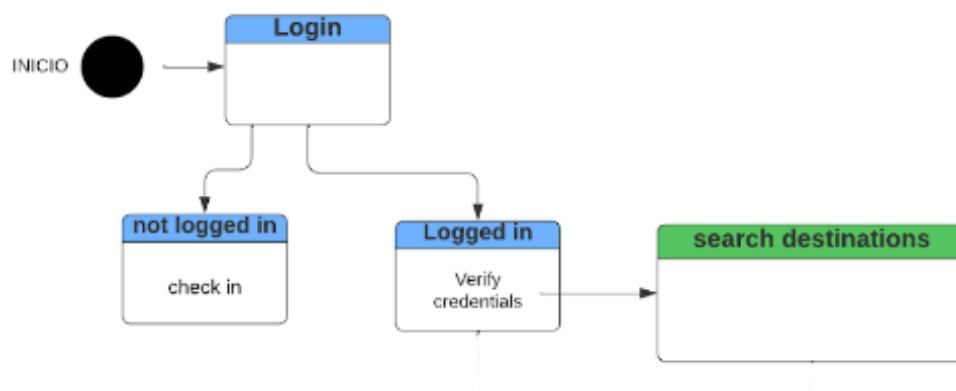 Login
INICIO
not logged in
check in
Logged in
Verify
credentials
search destinations